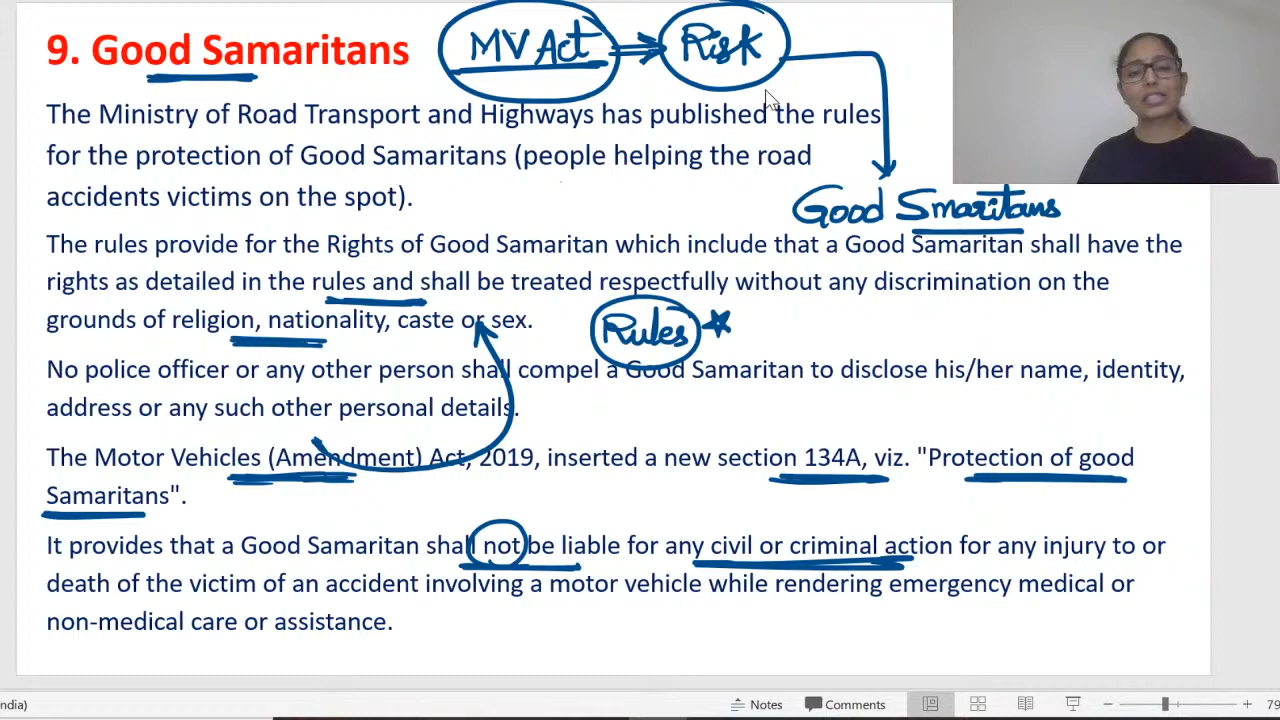 9. Good Samaritans
MV Act ⇒ Risk
The Ministry of Road Transport and Highways has published the rules
for the protection of Good Samaritans (people helping the road
accidents victims on the spot).
Good Smaritans
The rules provide for the Rights of Good Samaritan which include that a Good Samaritan shall have the
rights as detailed in the rules and shall be treated respectfully without any discrimination on the
grounds of religion, nationality, caste or sex.
Rules
No police officer or any other person shall compel a Good Samaritan to disclose his/her name, identity,
address or any such other personal details.
The Motor Vehicles (Amendment) Act, 2019, inserted a new section 134A, viz. "Protection of good
Samaritans".
It provides that a Good Samaritan shall not be liable for any civil or criminal action for any injury to or
death of the victim of an accident involving a motor vehicle while rendering emergency medical or
non-medical care or assistance.
ndia)
Notes
Comments
79